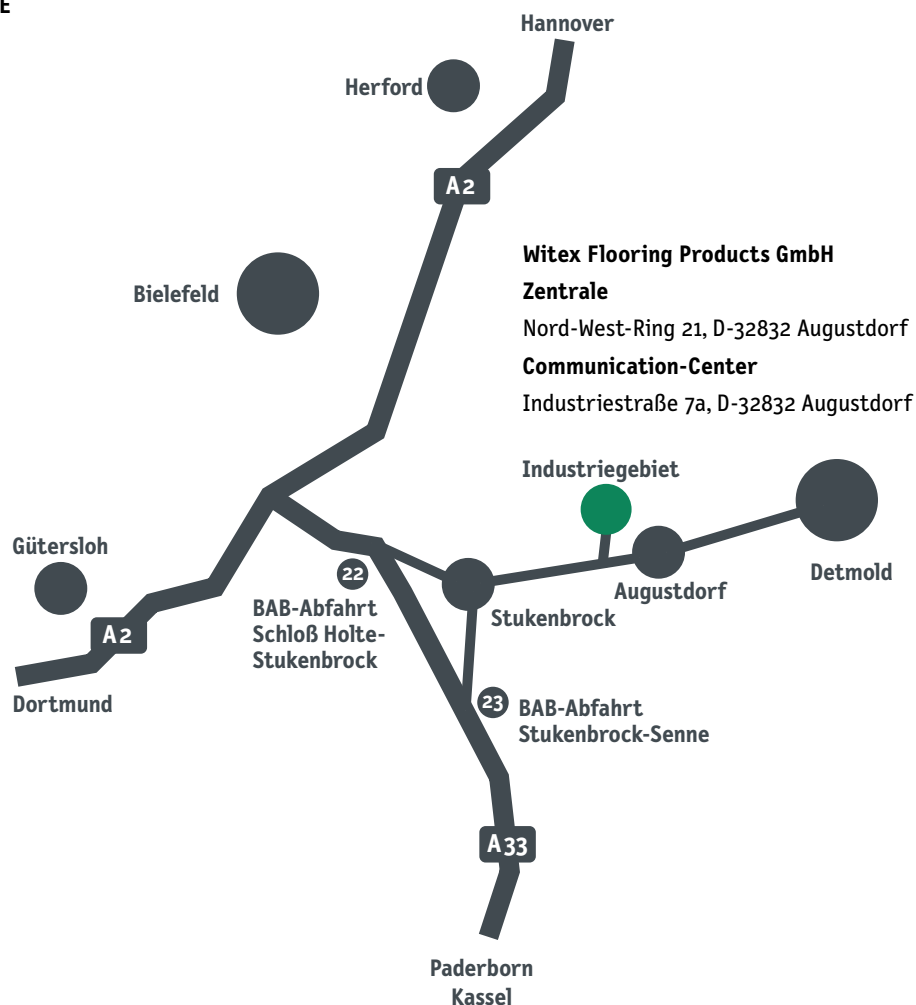 E
Hannover
Herford
A2
Witex Flooring Products GmbH
Zentrale
Nord-West-Ring 21, D-32832 Augustdorf
Communication-Center
Industriestraße 7a, D-32832 Augustdorf
Bielefeld
Industriegebiet
Gütersloh
Detmold
22
Augustdorf
BAB-Abfahrt
Schloß Holte-
Stukenbrock
Stukenbrock
A2
Dortmund
23
BAB-Abfahrt
Stukenbrock-Senne
A33
Paderborn
Kassel